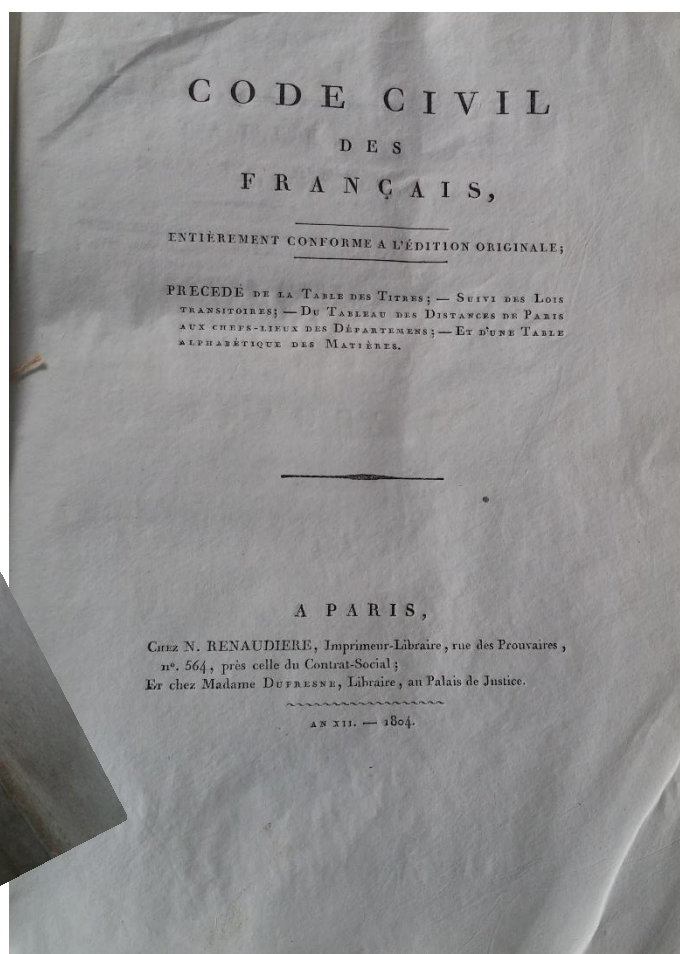 CODE CIVIL
DES
FRANÇAIS,
ENTIÈREMENT CONFORME A L'ÉDITION ORIGINALE;
PRECEDÉ DE LA TABLE DES TITRES; — SUIVI DES LOIS
TRANSITOIRES; — DU TABLEAU DES DISTANCES DE PARIS
AUX CHEFS-LIEUX DES DÉPARTEMENS; — ET D'UNE TABLE
ALPHABÉTIQUE DES MATIÈRES.
A PARIS,
CHEZ N. RENAUDIERE, Imprimeur-Libraire, rue des Prouvaires,
n°. 564, près celle du Contrat-Social;
ET chez Madame DUFRESNE, Libraire, au Palais de Justice.
AN XII. — 1804.